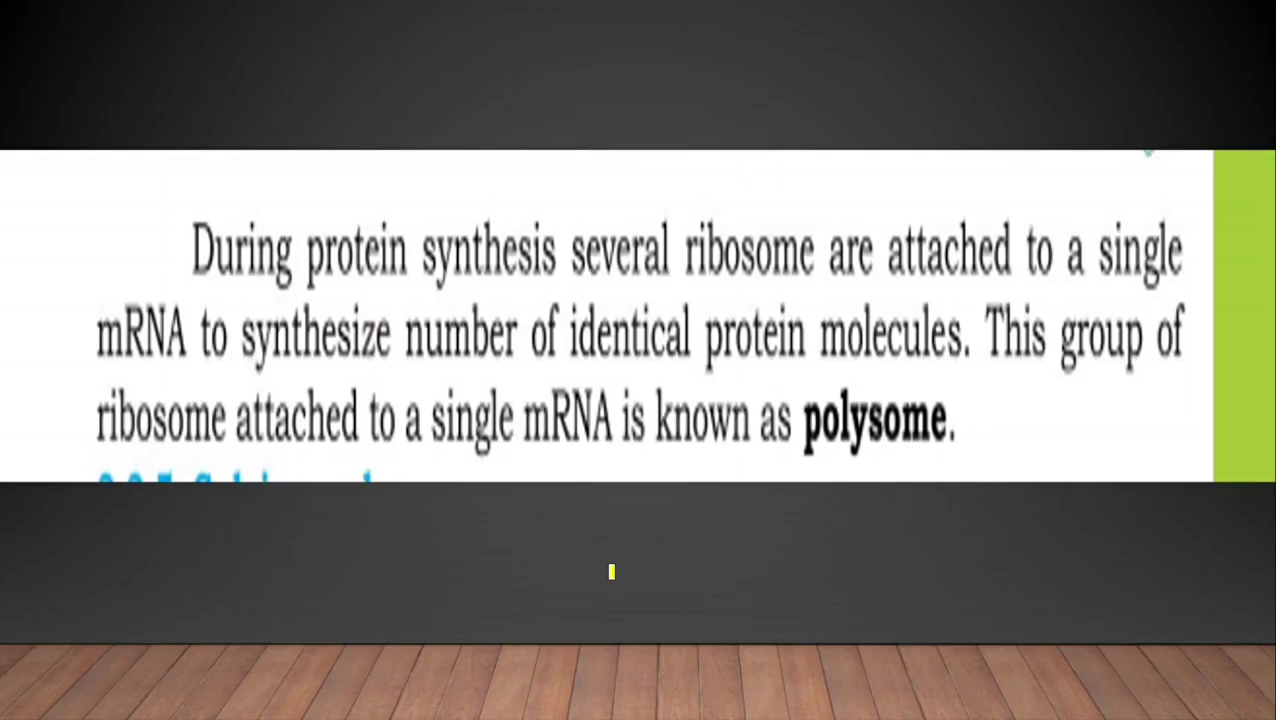 During protein synthesis several ribosome are attached to a single
mRNA to synthesize number of identical protein molecules. This group of
ribosome attached to a single mRNA is known as polysome.